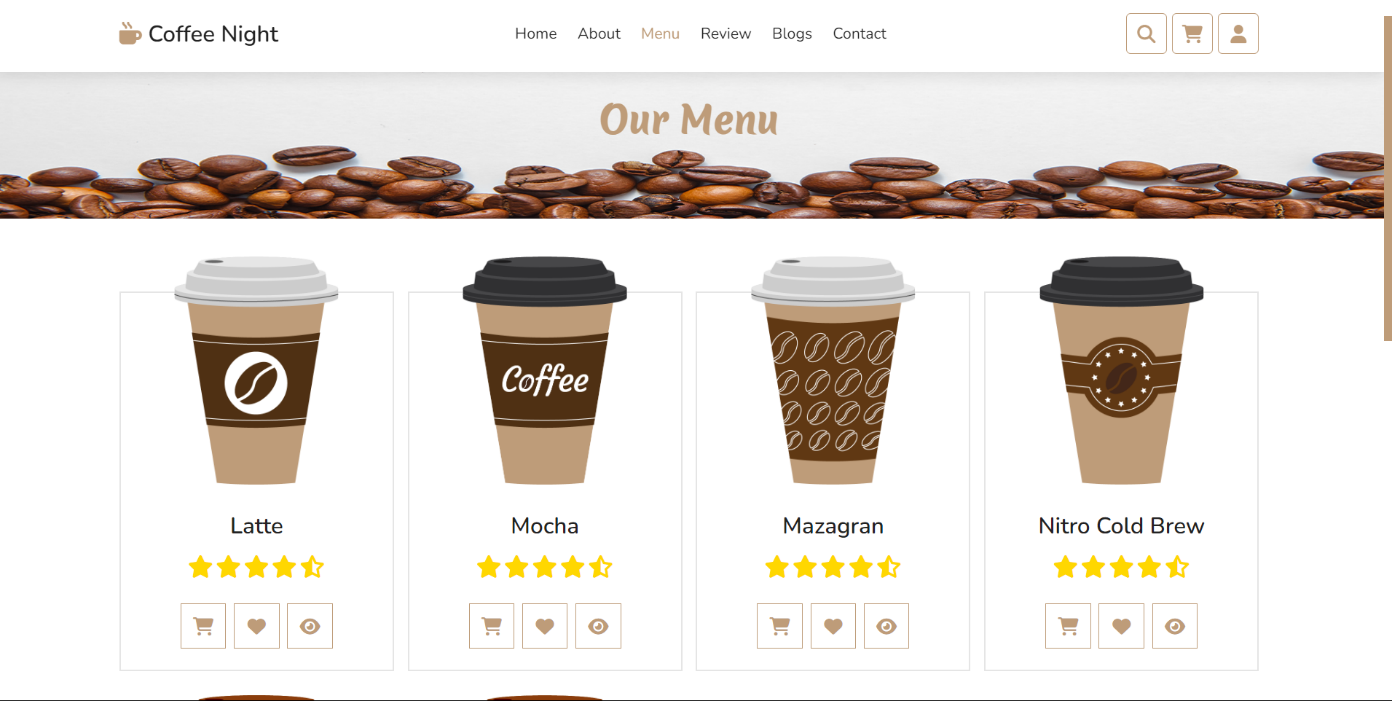 Coffee Night
Home About Menu Review Blogs Contact
Our Menu
Coffee
Latte Mocha Mazagran Nitro Cold Brew